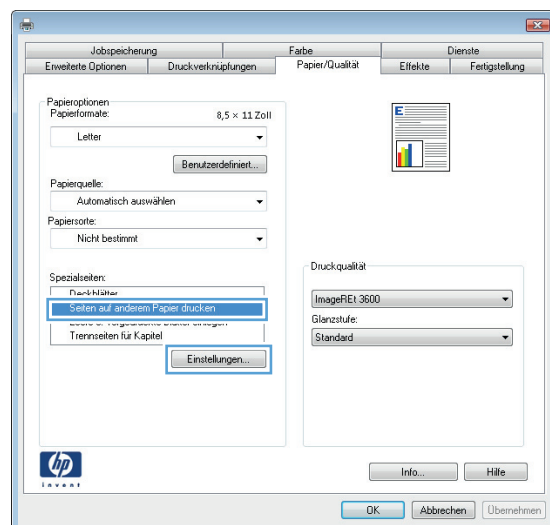 Jobspeicherung Farbe Dienste
Erweiterte Optionen Druckverknüpfungen Papier/Qualität Effekte Fertigstellung
Papieroptionen
Papierformate: 8,5 × 11 Zoll
Letter
Benutzerdefiniert...
Papierquelle:
Automatisch auswählen
Papiersorte:
Nicht bestimmt
Spezialseiten:
Deckblätter
Seiten auf anderem Papier drucken
Trennseiten für Kapitel
Einstellungen...
E
Druckqualität
ImageREt 3600
Glanzstufe:
Standard
hp
invent
Info... Hilfe
OK Abbrechen Übernehmen